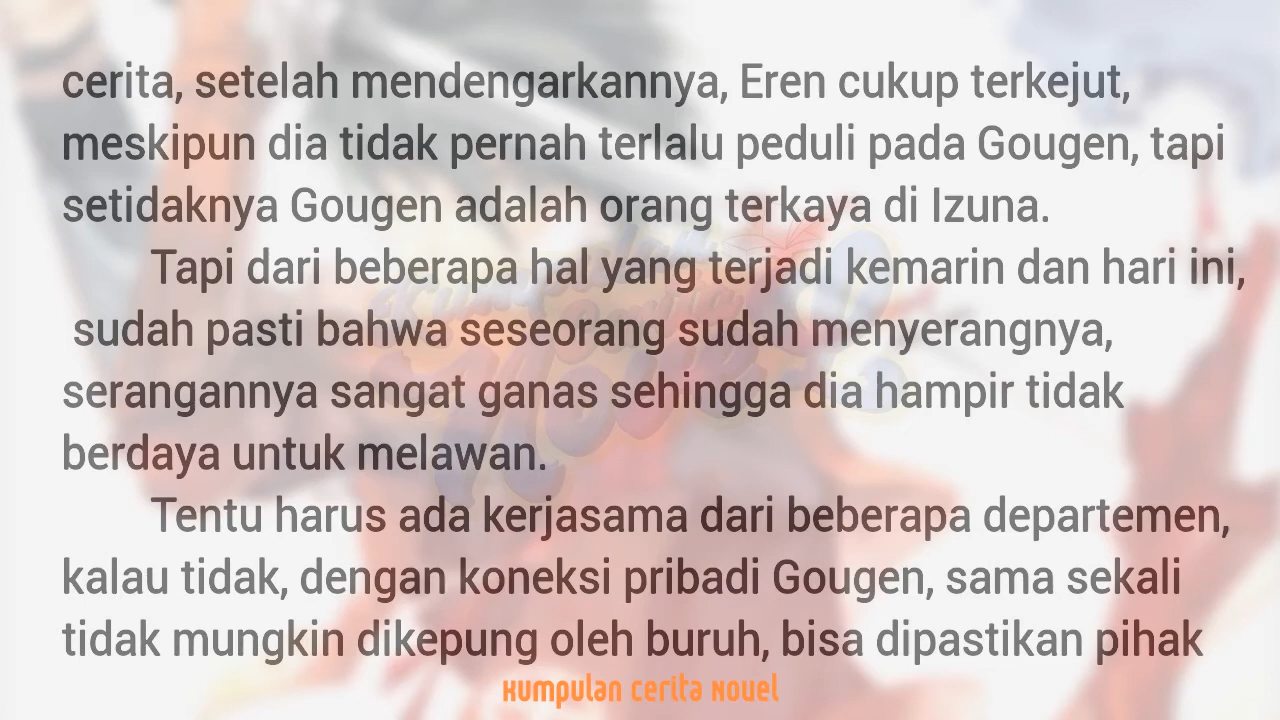 cerita, setelah mendengarkannya, Eren cukup terkejut,
meskipun dia tidak pernah terlalu peduli pada Gougen, tapi
setidaknya Gougen adalah orang terkaya di Izuna.
Tapi dari beberapa hal yang terjadi kemarin dan hari ini,
sudah pasti bahwa seseorang sudah menyerangnya,
serangannya sangat ganas sehingga dia hampir tidak
berdaya untuk melawan.
Tentu harus ada kerjasama dari beberapa departemen,
kalau tidak, dengan koneksi pribadi Gougen, sama sekali
tidak mungkin dikepung oleh buruh, bisa dipastikan pihak
Kumpulan Cerita Novel